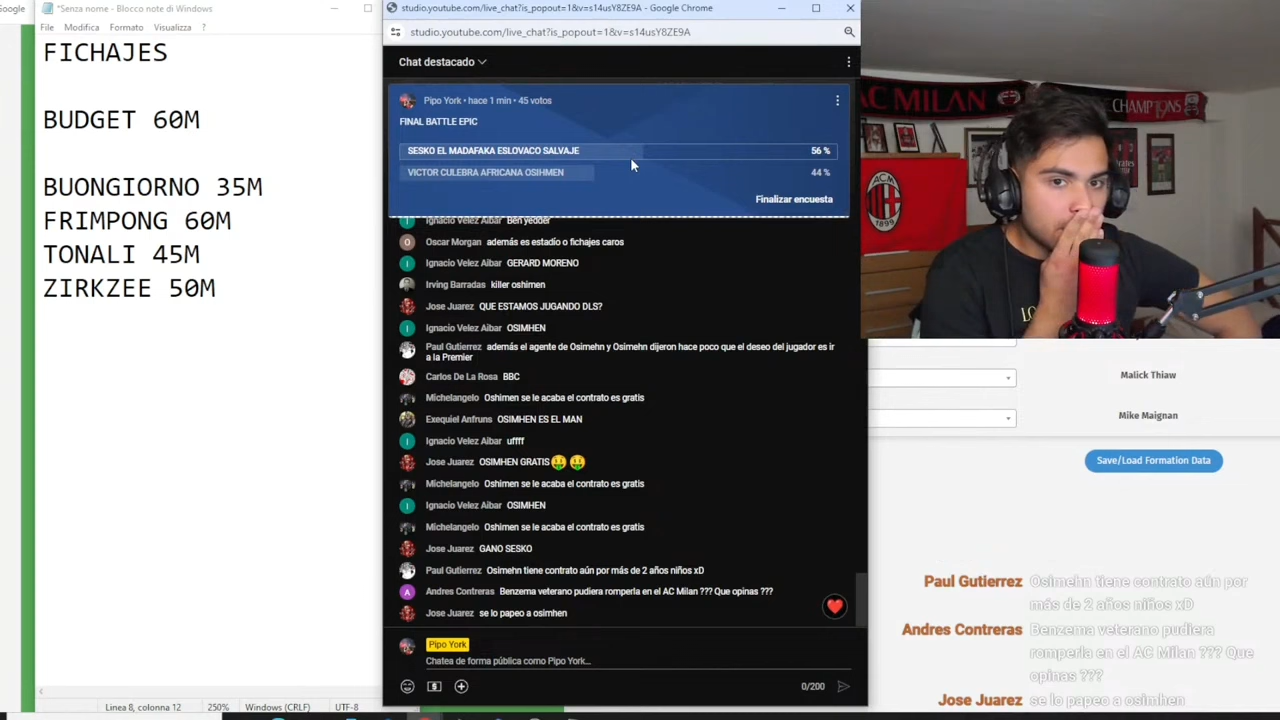 Google
*Senza nome - Blocco note di Windows
File Modifica Formato Visualizza ?
FICHAJES
BUDGET 60M
BUONGIORNO 35M
FRIMPONG 60M
TONALI 45M
ZIRKZEE 50M
Linea 8, colonna 12 250% Windows (CRLF) UTF-8
studio.youtube.com/live_chat?is_popout=1&v=s14usY8ZE9A - Google Chrome
studio.youtube.com/live_chat?is_popout=1&v=s14usY8ZE9A
Chat destacado
Pipo York • hace 1 min • 45 votos
FINAL BATTLE EPIC
SESKO EL MADAFAKA ESLOVACO SALVAJE 56 %
VICTOR CULEBRA AFRICANA OSIHMEN 44 %
Finalizar encuesta
Ignacio Velez Aibar Ben yedder
Oscar Morgan además es estadío o fichajes caros
Ignacio Velez Aibar GERARD MORENO
Irving Barradas killer oshimen
Jose Juarez QUE ESTAMOS JUGANDO DLS?
Ignacio Velez Aibar OSIMHEN
Paul Gutierrez además el agente de Osimehn y Osimehn dijeron hace poco que el deseo del jugador es ir
a la Premier
Carlos De La Rosa BBC
Michelangelo Oshimen se le acaba el contrato es gratis
Exequiel Anfruns OSIMHEN ES EL MAN
Ignacio Velez Aibar uffff
Jose Juarez OSIMHEN GRATIS🤑 🤑
Michelangelo Oshimen se le acaba el contrato es gratis
Ignacio Velez Aibar OSIMHEN
Michelangelo Oshimen se le acaba el contrato es gratis
Jose Juarez GANO SESKO
Paul Gutierrez Osimehn tiene contrato aún por más de 2 años niños xD
Andres Contreras Benzema veterano pudiera romperla en el AC Milan ??? Que opinas ???
Jose Juarez se lo papeo a osimhen
Pipo York
Chatea de forma pública como Pipo York...
0/200
AC MILAN
CHAMP19NS
ACM
Malick Thiaw
Mike Maignan
Save/Load Formation Data
Paul Gutierrez Osimehn tiene contrato aún por
más de 2 años niños xD
Andres Contreras Benzema veterano pudiera
romperla en el AC Milan ??? Que
opinas ???
Jose Juarez se lo papeo a osimhen